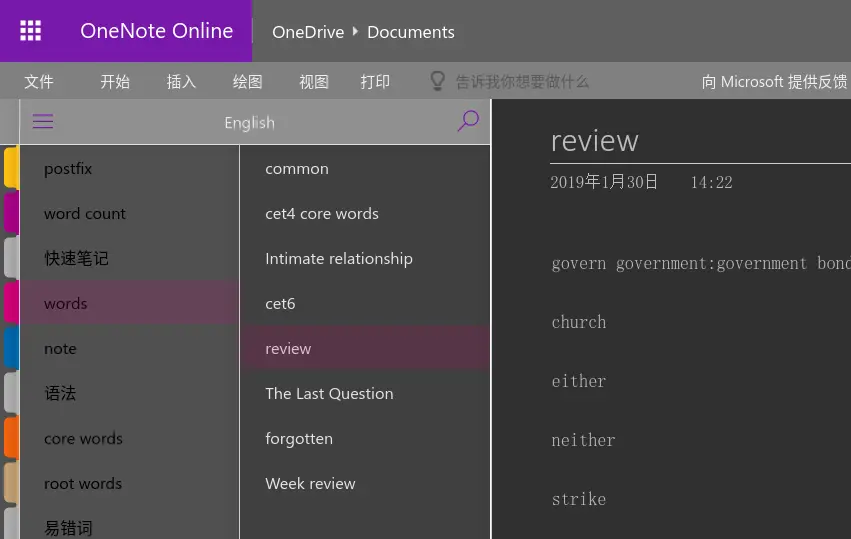 OneNote Online
OneDrive Documents
文件 开始 插入 绘图 视图 打印 告诉我你想要做什么 向 Microsoft 提供反馈
English
postfix
word count
快速笔记
words
note
语法
core words
root words
易错词
common
cet4 core words
Intimate relationship
cet6
review
The Last Question
forgotten
Week review
review
2019年1月30日 14:22
govern government:government bond
church
either
neither
strike